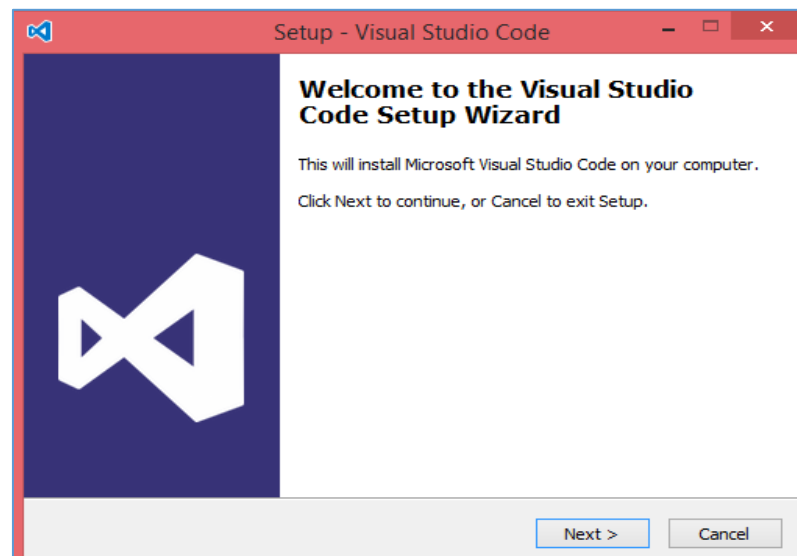 Setup - Visual Studio Code
Welcome to the Visual Studio
Code Setup Wizard
This will install Microsoft Visual Studio Code on your computer.
Click Next to continue, or Cancel to exit Setup.
Next >
Cancel